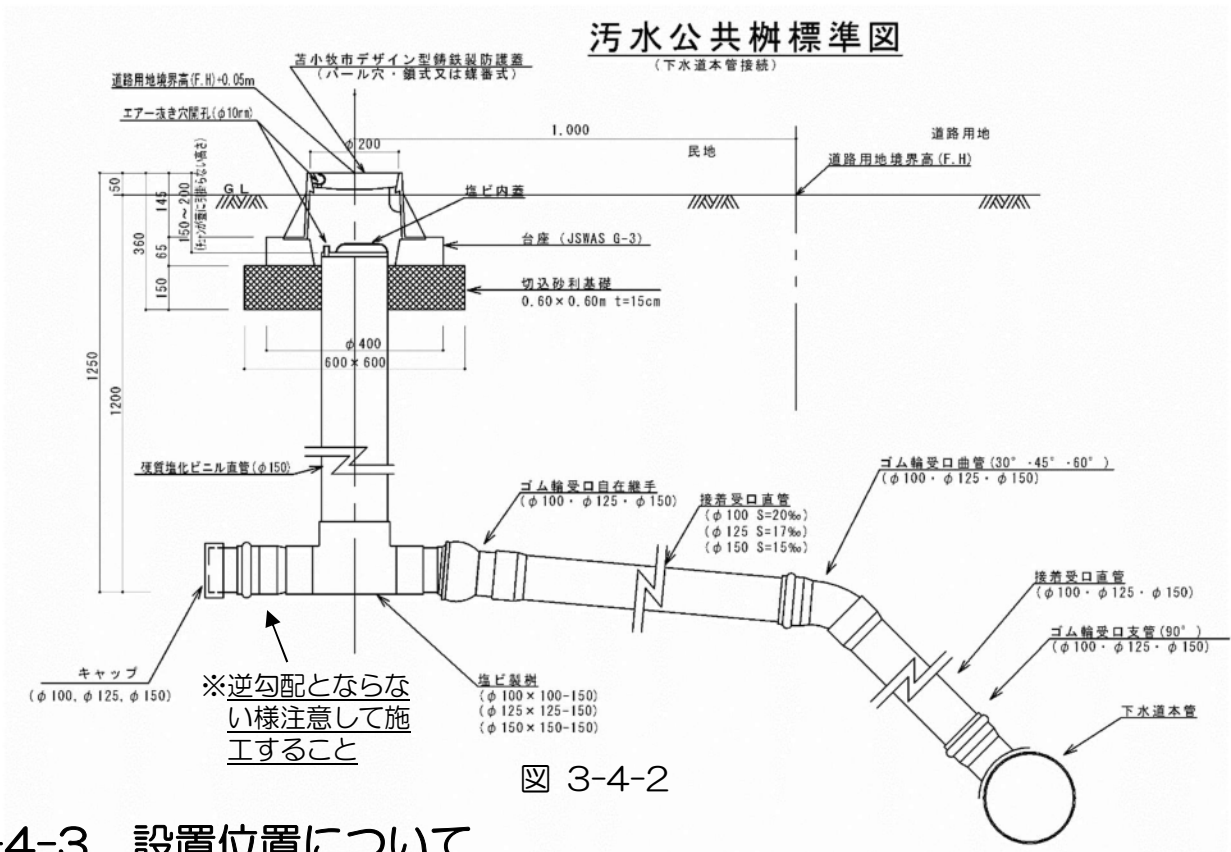 汚水公共桝標準図
(下水道本管接続)
苫小牧市デザイン型鋳鉄製防護蓋
(バール穴・鎖式又は蝶番式)
道路用地境界高(F.H)+0.05m
エアー抜き穴開孔(φ10mm)
φ200
1.000
道路用地
民地
道路用地境界高(F.H)
GL
塩ビ内蓋
50
145
150～200
360
65
150
台座(JSWAS G-3)
切込砂利基礎
0.60×0.60m t=15cm
φ400
600×600
1250
1200
硬質塩化ビニル直管(φ150)
ゴム輪受口自在継手
(φ100・φ125・φ150)
接着受口直管
(φ100 S=20‰)
(φ125 S=17‰)
(φ150 S=15‰)
ゴム輪受口曲管(30°・45°・60°)
(φ100・φ125・φ150)
接着受口直管
(φ100・φ125・φ150)
ゴム輪受口支管(90°)
(φ100・φ125・φ150)
下水道本管
キャップ
(φ100,φ125,φ150)
※逆勾配とならな
い様注意して施
工すること
塩ビ製樹
(φ100×100-150)
(φ125×125-150)
(φ150×150-150)
図 3-4-2
-4-3 設置位置について